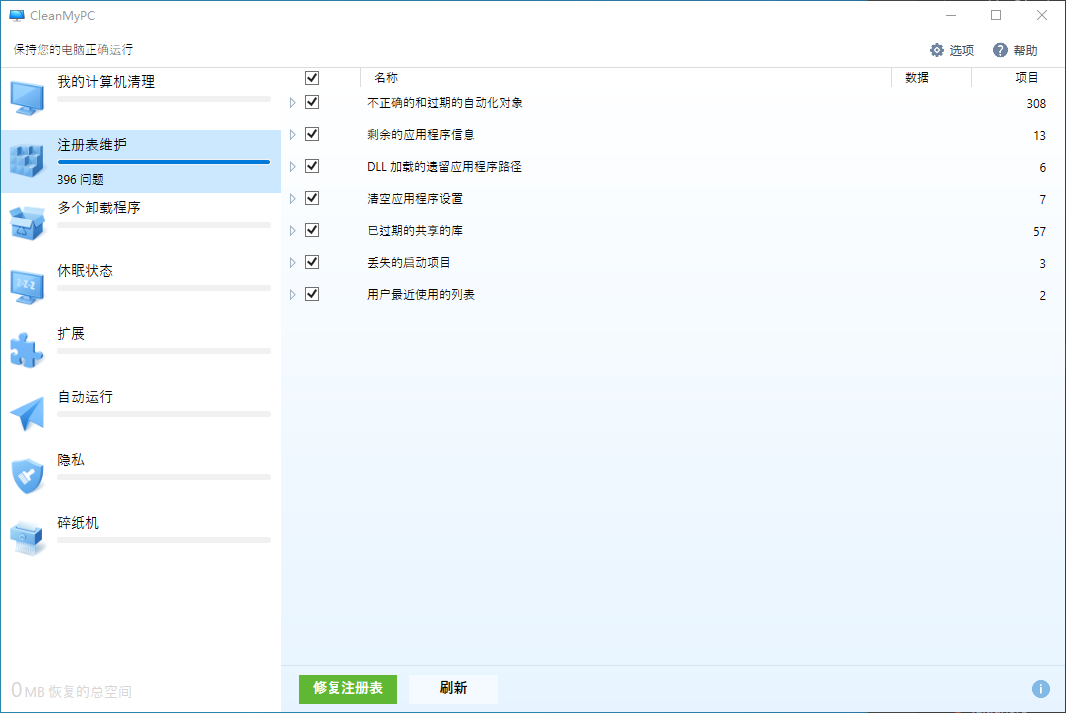 CleanMyPC
保持您的电脑正确运行
选项
帮助
我的计算机清理
注册表维护
396 问题
多个卸载程序
休眠状态
扩展
自动运行
隐私
碎纸机
0 MB 恢复的总空间
名称 数据 项目
不正确的和过期的自动化对象 308
剩余的应用程序信息 13
DLL 加载的遗留应用程序路径 6
清空应用程序设置 7
已过期的共享的库 57
丢失的启动项目 3
用户最近使用的列表 2
修复注册表
刷新